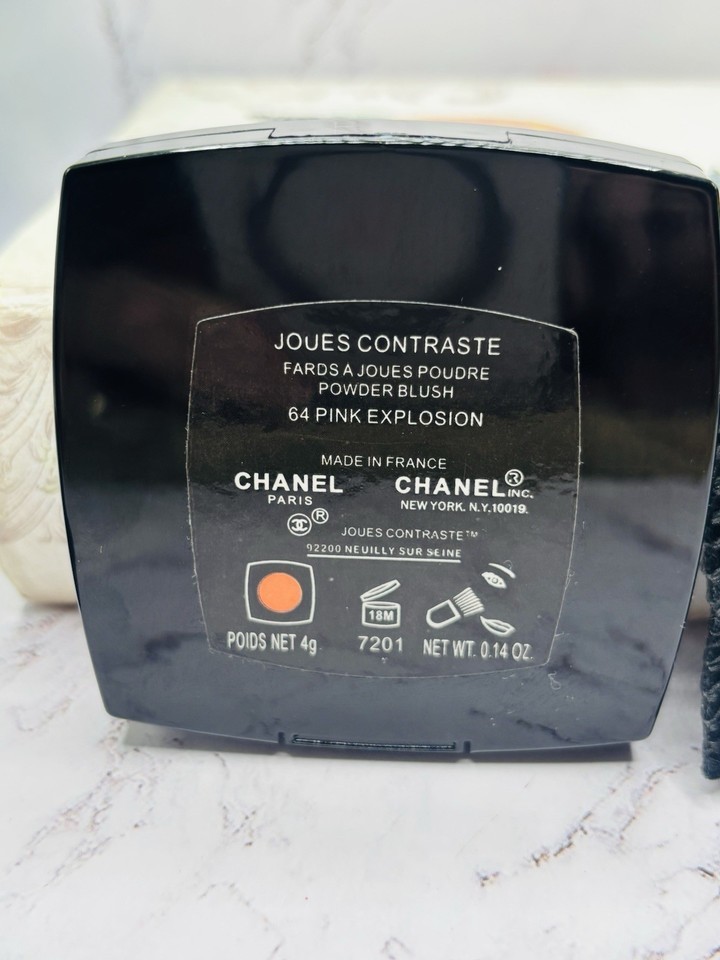 JOUES CONTRASTE
FARDS A JOUES POUDRE
POWDER BLUSH
64 PINK EXPLOSION
MADE IN FRANCE
CHANEL
PARIS
CHANEL® INC.
NEW YORK. N.Y.10019.
®
JOUES CONTRASTE™
92200 NEUILLY SUR SEINE
18M
POIDS NET 4g
7201
NET WT. 0.14 OZ.